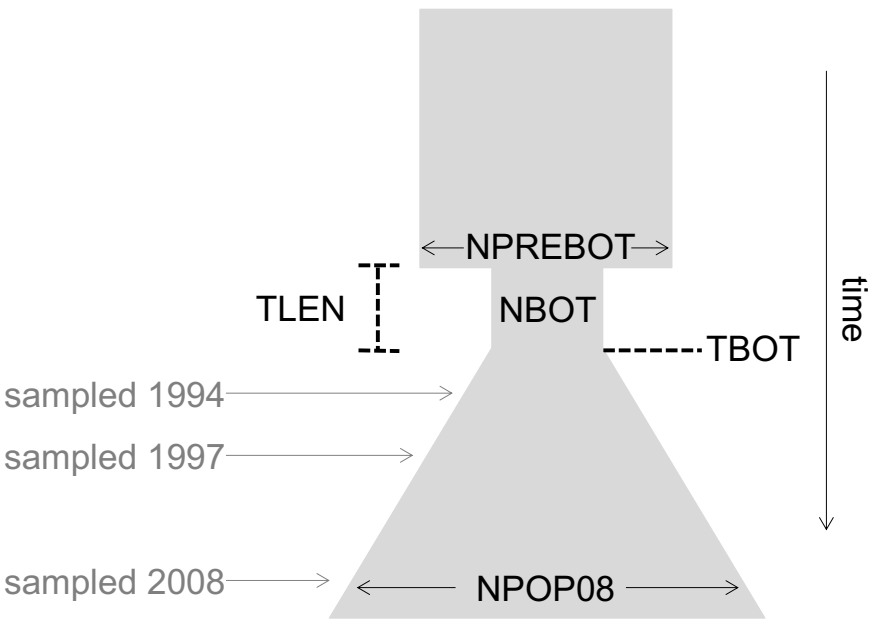 NPREBOT
TLEN
NBOT
time
TBOT
sampled 1994
sampled 1997
sampled 2008
NPOP08